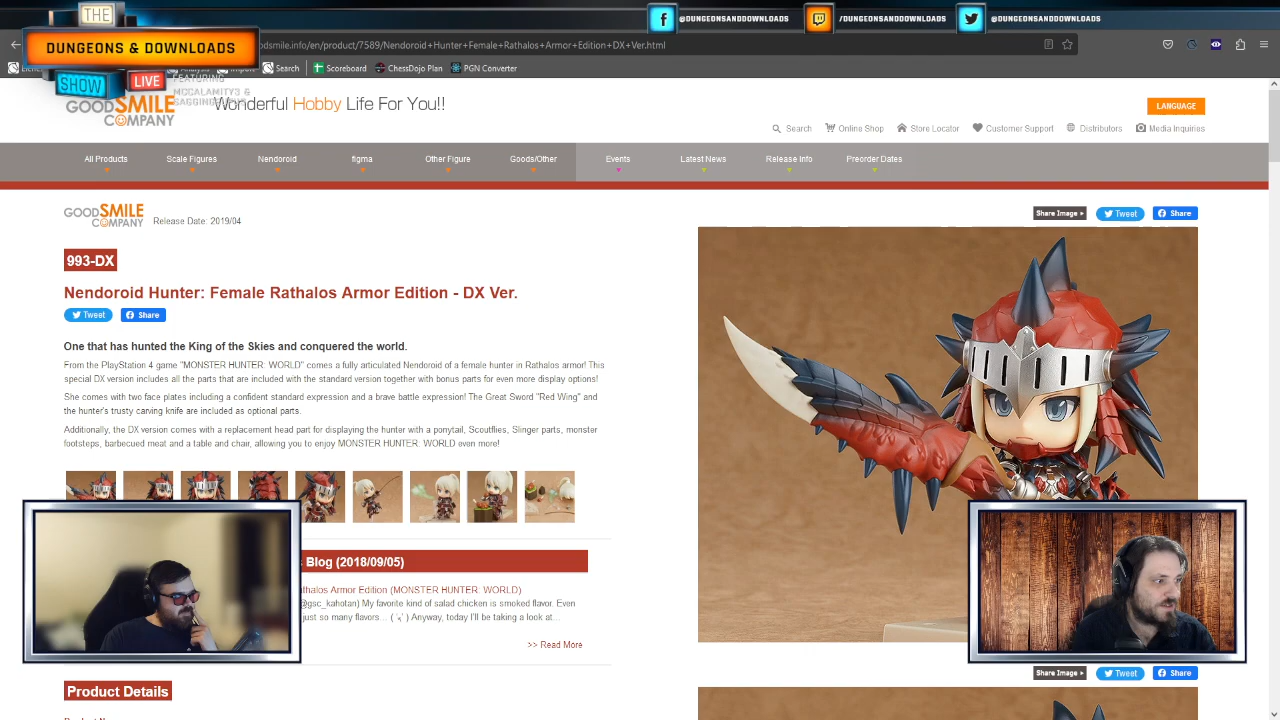 THE
DUNGEONS & DOWNLOADS
SHOW
LIVE
FEATURING
MCCALAMITY3 &
@DUNGEONSANDDOWNLOADS
/DUNGEONSANDDOWNLOADS
@DUNGEONSANDDOWNLOADS
odsmile.info/en/product/7589/Nendoroid+Hunter+Female+Rathalos+Armor+Edition+DX+Ver.html
Search
Scoreboard
ChessDojo Plan
PGN Converter
GOODSMILE
COMPANY
Wonderful Hobby Life For You!!
LANGUAGE
Search
Online Shop
Store Locator
Customer Support
Distributors
Media Inquiries
All Products
Scale Figures
Nendoroid
figma
Other Figure
Goods/Other
Events
Latest News
Release Info
Preorder Dates
GOODSMILE
COMPANY
Release Date: 2019/04
Share Image ▸
Tweet
Share
993-DX
Nendoroid Hunter: Female Rathalos Armor Edition - DX Ver.
Tweet
Share
One that has hunted the King of the Skies and conquered the world.
From the PlayStation 4 game "MONSTER HUNTER: WORLD" comes a fully articulated Nendoroid of a female hunter in Rathalos armor! This
special DX version includes all the parts that are included with the standard version together with bonus parts for even more display options!
She comes with two face plates including a confident standard expression and a brave battle expression! The Great Sword "Red Wing" and
the hunter's trusty carving knife are included as optional parts.
Additionally, the DX version comes with a replacement head part for displaying the hunter with a ponytail, Scoutflies, Slinger parts, monster
footsteps, barbecued meat and a table and chair, allowing you to enjoy MONSTER HUNTER: WORLD even more!
Blog (2018/09/05)
thalos Armor Edition (MONSTER HUNTER: WORLD)
@gsc_kahotan) My favorite kind of salad chicken is smoked flavor. Even
just so many flavors... Anyway, today I'll be taking a look at...
>> Read More
Share Image ▸
Tweet
Share
Product Details